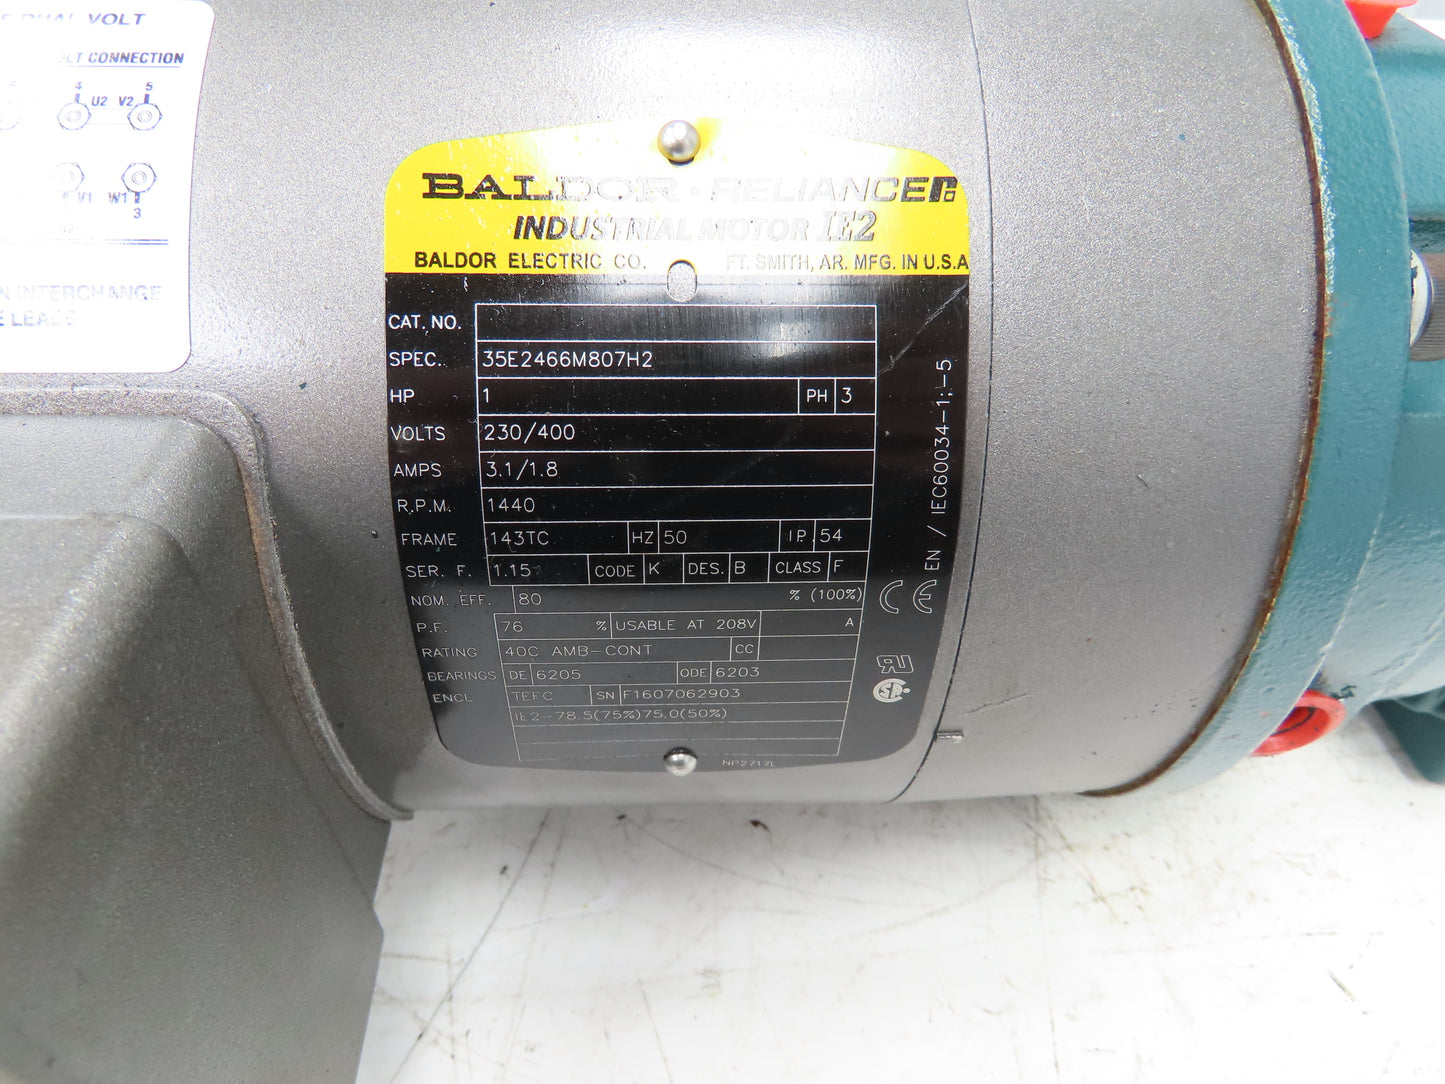 DUAL VOLT
CONNECTION
4 U2 V2 5
V1 W1
3
INTERCHANGE
LEADS
BALDOR · RELIANCE
INDUSTRIAL MOTOR IE2
BALDOR ELECTRIC CO. FT. SMITH, AR. MFG. IN U.S.A
CAT. NO.
SPEC. 35E2466M807H2
HP 1 PH 3
VOLTS 230/400
AMPS 3.1/1.8
R.P.M. 1440
FRAME 143TC HZ 50 IP 54
SER. F. 1.15 CODE K DES. B CLASS F
NOM. EFF. 80 % (100%)
P.F. 76 % USABLE AT 208V A
RATING 40C AMB-CONT CC
BEARINGS DE 6205 ODE 6203
ENCL TEFC SN F1607062903
IE2-78.5(75%)75.0(50%)
NP2717L
EN / IEC60034-1,-5
CE